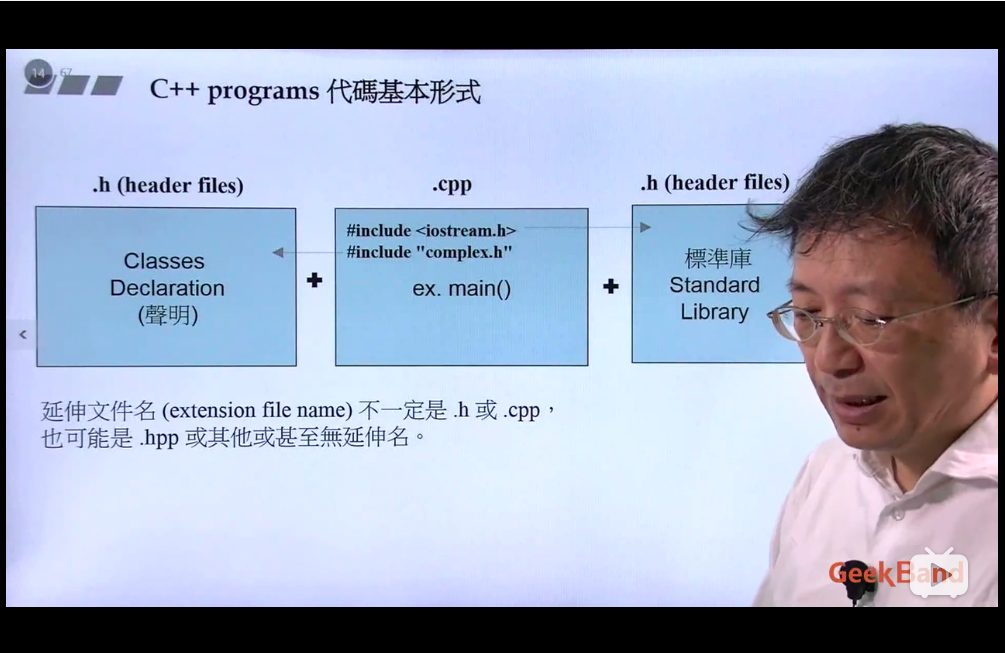 14
67
C++ programs 代碼基本形式
.h (header files)
.cpp
.h (header files)
Classes
Declaration
(聲明)
#include <iostream.h>
#include "complex.h"
ex. main()
標準庫
Standard
Library
延伸文件名 (extension file name) 不一定是 .h 或 .cpp，
也可能是 .hpp 或其他或甚至無延伸名。
GeekBand